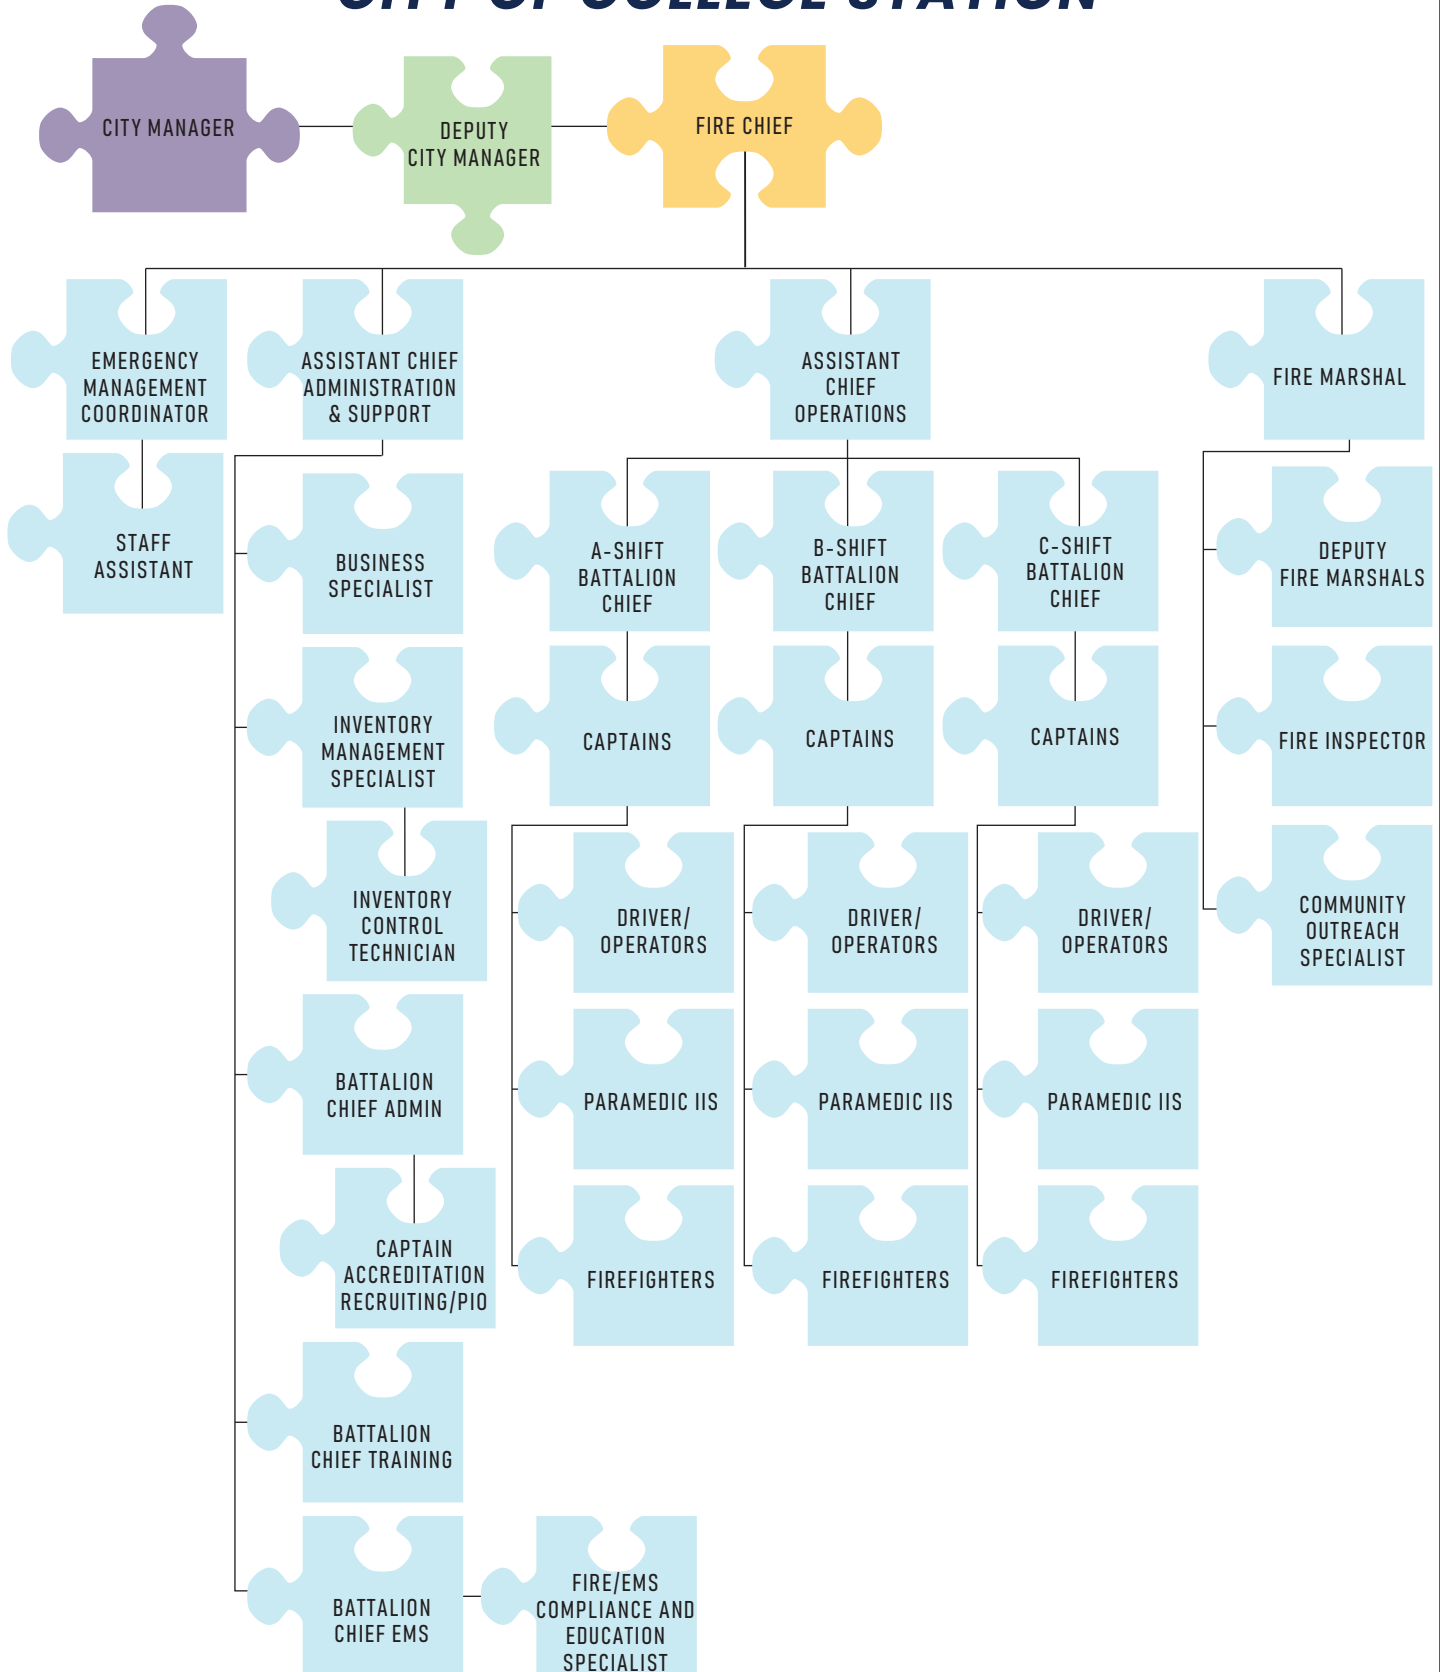 CITY OF COLLEGE STATION
CITY MANAGER
DEPUTY
CITY MANAGER
FIRE CHIEF
EMERGENCY
MANAGEMENT
COORDINATOR
ASSISTANT CHIEF
ADMINISTRATION
& SUPPORT
ASSISTANT
CHIEF
OPERATIONS
FIRE MARSHAL
STAFF
ASSISTANT
BUSINESS
SPECIALIST
A-SHIFT
BATTALION
CHIEF
B-SHIFT
BATTALION
CHIEF
C-SHIFT
BATTALION
CHIEF
DEPUTY
FIRE MARSHALS
INVENTORY
MANAGEMENT
SPECIALIST
CAPTAINS
CAPTAINS
CAPTAINS
FIRE INSPECTOR
INVENTORY
CONTROL
TECHNICIAN
DRIVER/
OPERATORS
DRIVER/
OPERATORS
DRIVER/
OPERATORS
COMMUNITY
OUTREACH
SPECIALIST
BATTALION
CHIEF ADMIN
PARAMEDIC IIS
PARAMEDIC IIS
PARAMEDIC IIS
CAPTAIN
ACCREDITATION
RECRUITING/PIO
FIREFIGHTERS
FIREFIGHTERS
FIREFIGHTERS
BATTALION
CHIEF TRAINING
BATTALION
CHIEF EMS
FIRE/EMS
COMPLIANCE AND
EDUCATION
SPECIALIST